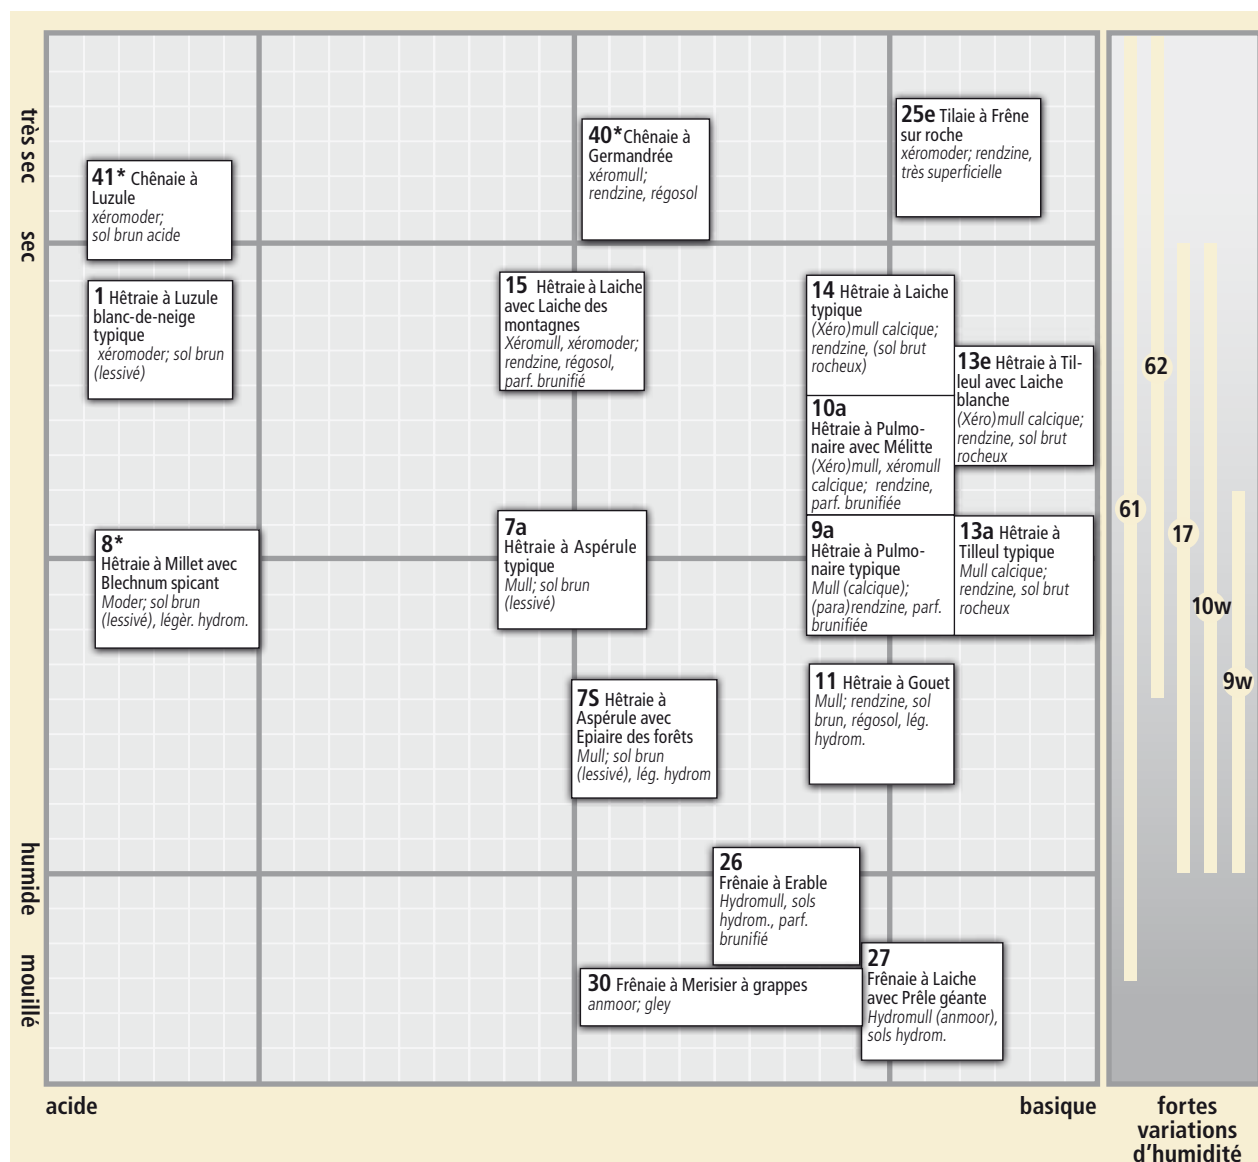 très sec
sec
humide
mouillé
41* Chênaie à
Luzule
xéromoder;
sol brun acide
40* Chênaie à
Germandrée
xéromull;
rendzine, régosol
25e Tilaie à Frêne
sur roche
xéromoder; rendzine,
très superficielle
1 Hêtraie à Luzule
blanc-de-neige
typique
xéromoder; sol brun
(lessivé)
15 Hêtraie à Laiche
avec Laiche des
montagnes
Xéromull, xéromoder;
rendzine, régosol,
parf. brunifié
14 Hêtraie à Laiche
typique
(Xéro)mull calcique;
rendzine, (sol brut
rocheux)
13e Hêtraie à Til-
leul avec Laiche
blanche
(Xéro)mull calcique;
rendzine, sol brut
rocheux
10a
Hêtraie à Pulmo-
naire avec Mélitte
(Xéro)mull, xéromull
calcique; rendzine,
parf. brunifiée
8*
Hêtraie à Millet avec
Blechnum spicant
Moder; sol brun
(lessivé), légèr. hydrom.
7a
Hêtraie à Aspérule
typique
Mull; sol brun
(lessivé)
9a
Hêtraie à Pulmo-
naire typique
Mull (calcique);
(para)rendzine, parf.
brunifiée
13a Hêtraie à
Tilleul typique
Mull calcique;
rendzine, sol brut
rocheux
7S Hêtraie à
Aspérule avec
Epiaire des forêts
Mull; sol brun
(lessivé), lég. hydrom
11 Hêtraie à Gouet
Mull; rendzine, sol
brun, régosol, lég.
hydrom.
26
Frênaie à Erable
Hydromull, sols
hydrom., parf.
brunifié
30 Frênaie à Merisier à grappes
anmoor; gley
27
Frênaie à Laiche
avec Prêle géante
Hydromull (anmoor),
sols hydrom.
62
61
17
10w
9w
acide
basique
fortes
variations
d'humidité